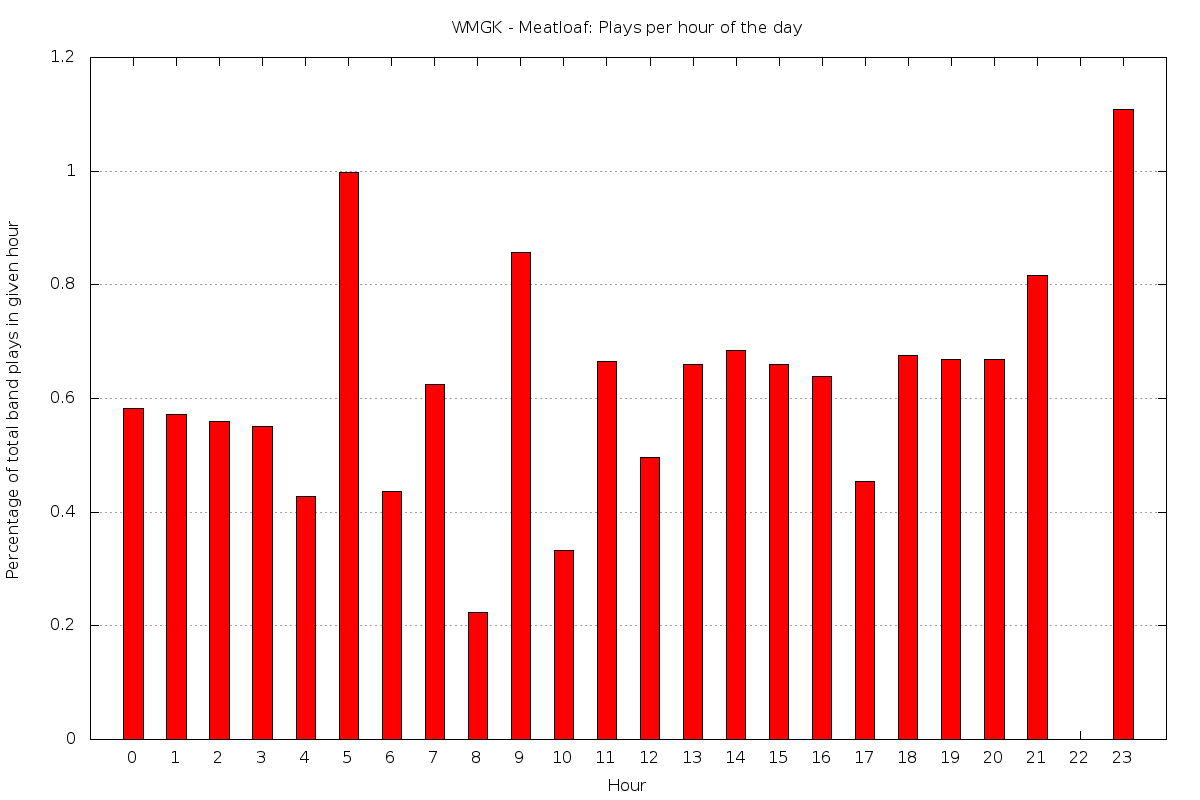 WMGK - Meatloaf: Plays per hour of the day
Percentage of total band plays in given hour
1.2
1
0.8
0.6
0.4
0.2
0
0 1 2 3 4 5 6 7 8 9 10 11 12 13 14 15 16 17 18 19 20 21 22 23
Hour